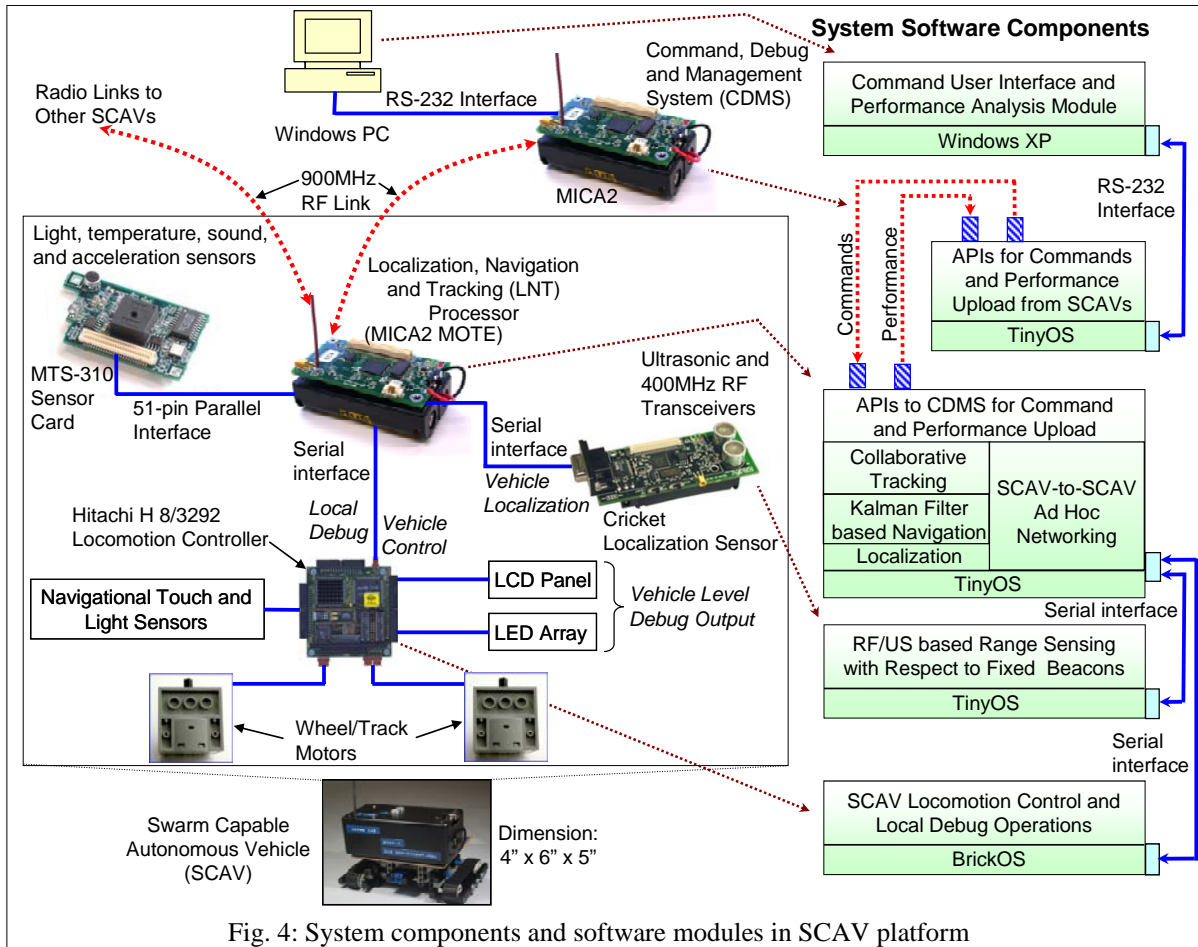 System Software Components
Command, Debug
and Management
System (CDMS)
RS-232 Interface
Windows PC
MICA2
Radio Links to
Other SCAVs
900MHz
RF Link
Command User Interface and
Performance Analysis Module
Windows XP
RS-232
Interface
Commands
Performance
APIs for Commands
and Performance
Upload from SCAVs
TinyOS
Light, temperature, sound,
and acceleration sensors
Localization, Navigation
and Tracking (LNT)
Processor
(MICA2 MOTE)
MTS-310
Sensor
Card
51-pin Parallel
Interface
Ultrasonic and
400MHz RF
Transceivers
Serial
interface
Vehicle
Localization
Serial
interface
Local
Debug
Vehicle
Control
Cricket
Localization Sensor
Hitachi H 8/3292
Locomotion Controller
Navigational Touch and
Light Sensors
LCD Panel
LED Array
Vehicle Level
Debug Output
Wheel/Track
Motors
APIs to CDMS for Command
and Performance Upload
Collaborative
Tracking
Kalman Filter
based Navigation
Localization
SCAV-to-SCAV
Ad Hoc
Networking
TinyOS
Serial interface
RF/US based Range Sensing
with Respect to Fixed Beacons
TinyOS
Serial
interface
SCAV Locomotion Control and
Local Debug Operations
BrickOS
Swarm Capable
Autonomous Vehicle
(SCAV)
Dimension:
4” x 6” x 5”
Fig. 4: System components and software modules in SCAV platform